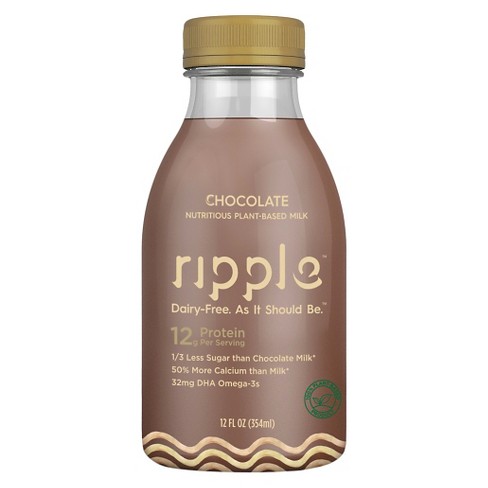 CHOCOLATE
NUTRITIOUS PLANT-BASED MILK
ripple™
Dairy-Free. As It Should Be.™
12g Protein
Per Serving
1/3 Less Sugar than Chocolate Milk*
50% More Calcium than Milk*
32mg DHA Omega-3s
12 FL OZ (354ml)